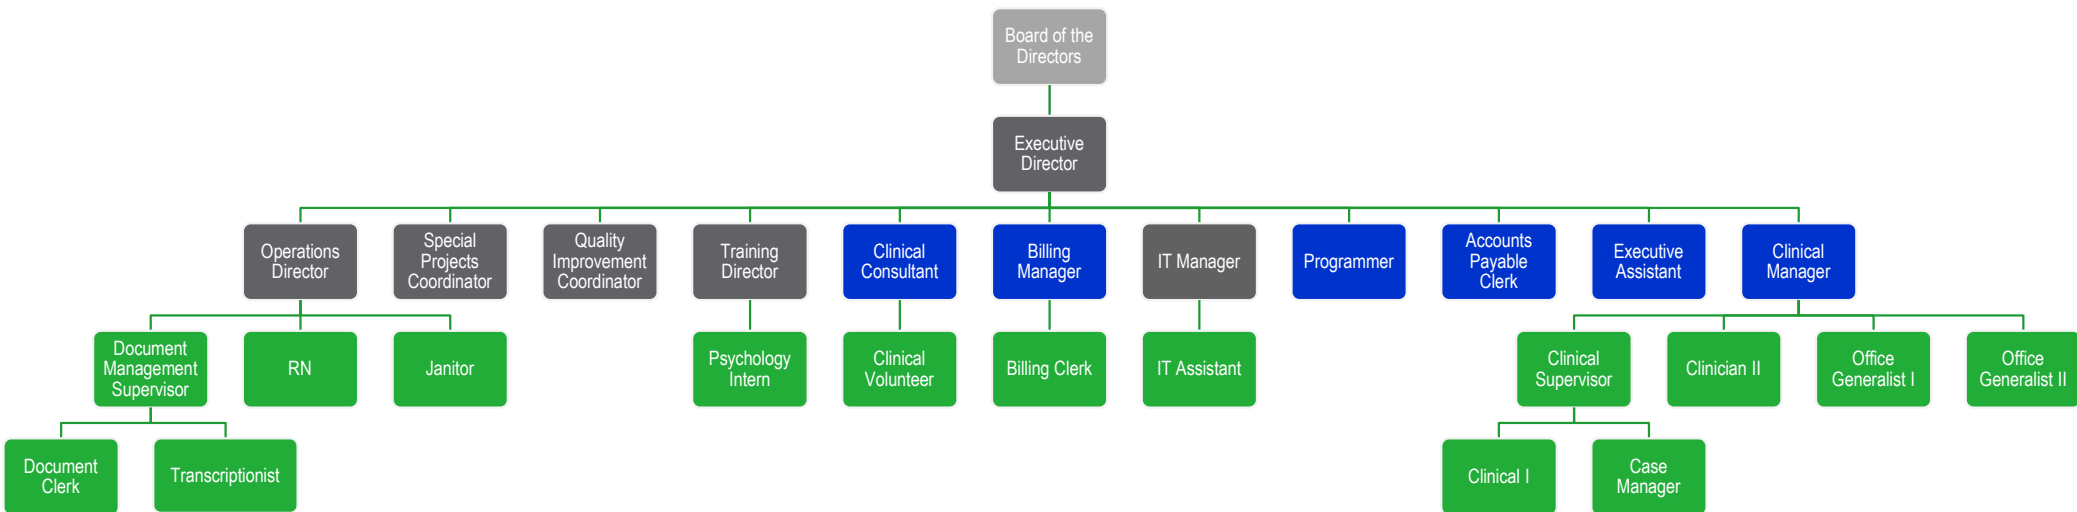 Board of the
Directors
Executive
Director
Operations
Director
Special
Projects
Coordinator
Quality
Improvement
Coordinator
Training
Director
Clinical
Consultant
Billing
Manager
IT Manager
Programmer
Accounts
Payable
Clerk
Executive
Assistant
Clinical
Manager
Document
Management
Supervisor
RN
Janitor
Psychology
Intern
Clinical
Volunteer
Billing Clerk
IT Assistant
Clinical
Supervisor
Clinician II
Office
Generalist I
Office
Generalist II
Document
Clerk
Transcriptionist
Clinical I
Case
Manager